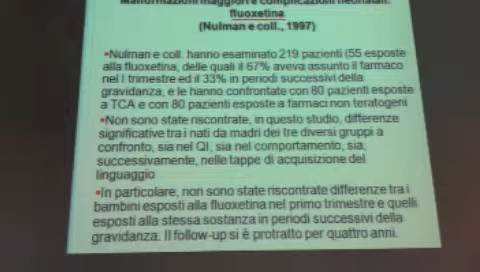 Malformazioni maggiori e complicazioni neonatali:
fluoxetina
(Nulman e coll., 1997)
•Nulman e coll. hanno esaminato 219 pazienti (55 esposte
alla fluoxetina, delle quali il 67% aveva assunto il farmaco
nel I trimestre ed il 33% in periodi successivi della
gravidanza, e le hanno confrontate con 80 pazienti esposte
a TCA e con 80 pazienti esposte a farmaci non teratogeni
•Non sono state riscontrate, in questo studio, differenze
significative tra i nati da madri dei tre diversi gruppi a
confronto, sia nel QI, sia nel comportamento, sia,
successivamente, nelle tappe di acquisizione del
linguaggio
•In particolare, non sono state riscontrate differenze tra i
bambini esposti alla fluoxetina nel primo trimestre e quelli
esposti alla stessa sostanza in periodi successivi della
gravidanza. Il follow-up si è protratto per quattro anni.